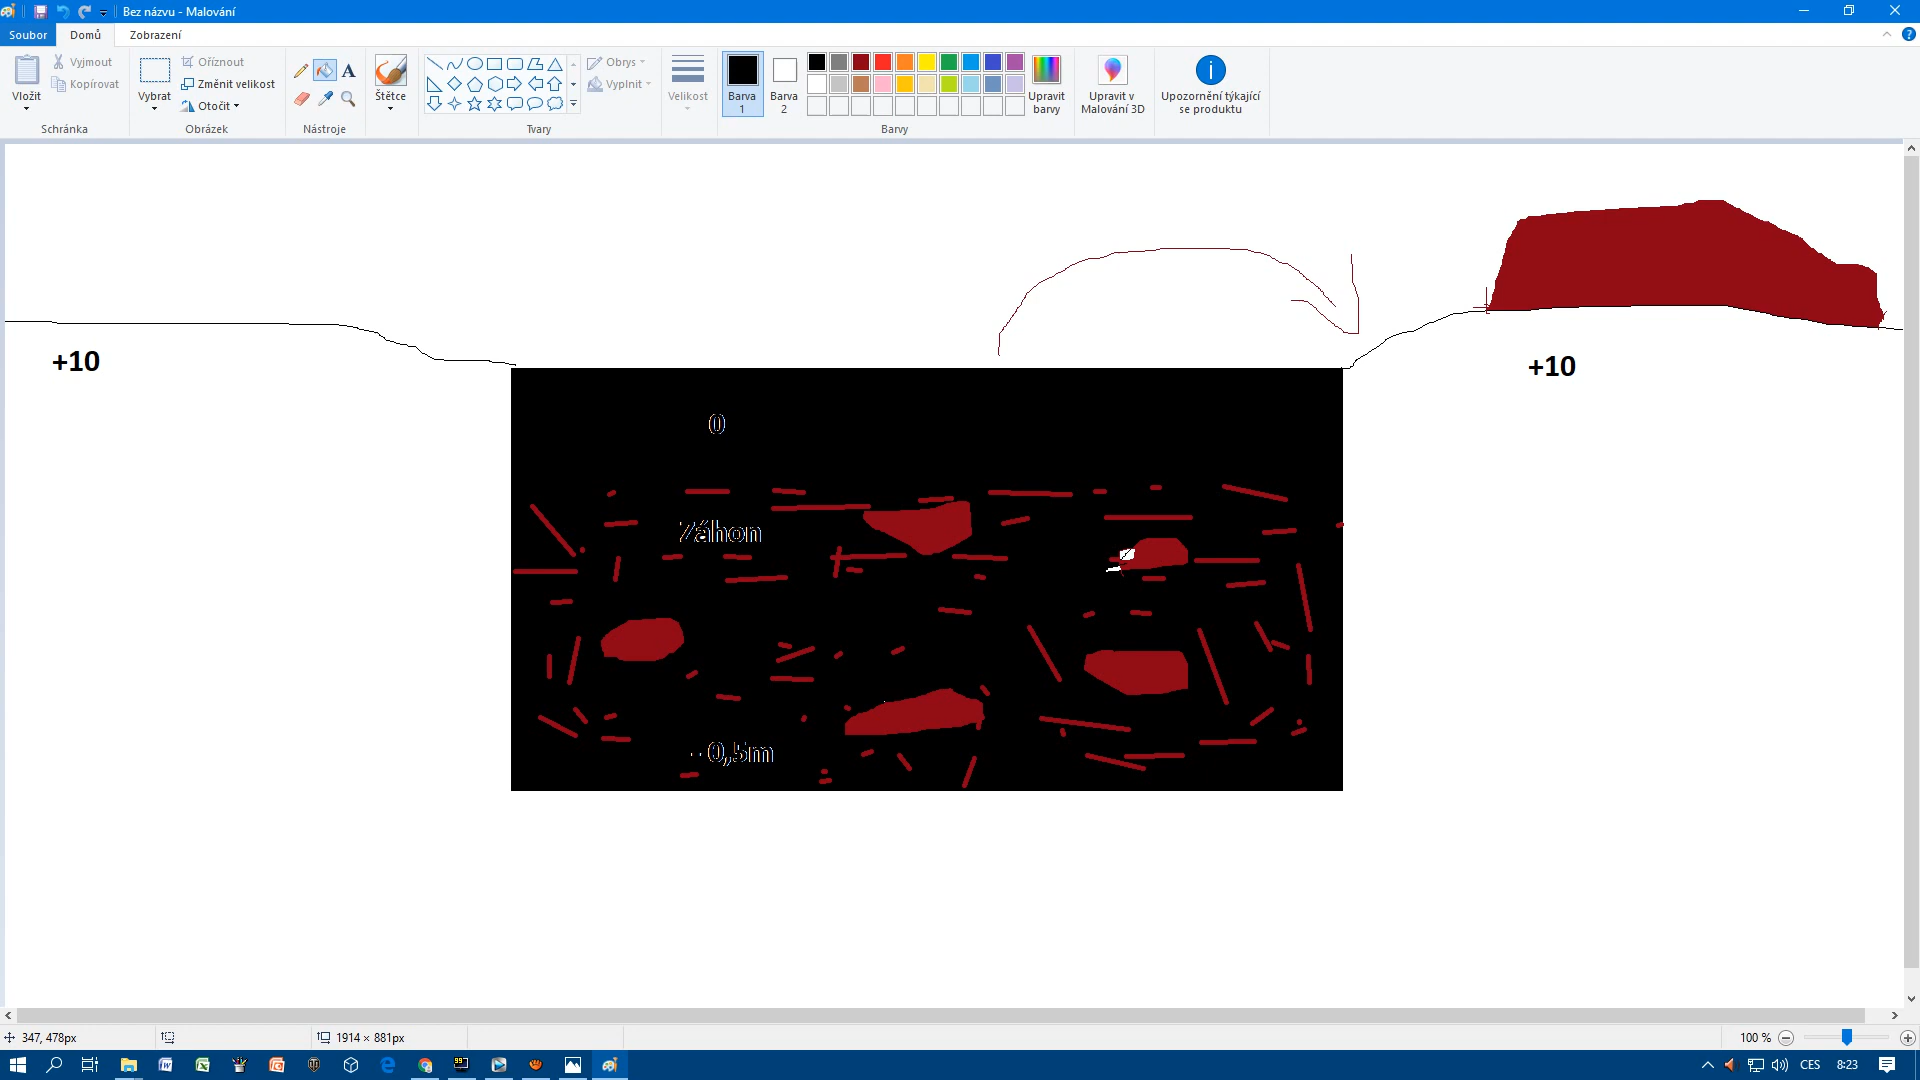 Bez názvu - Malování
Soubor
Domů
Zobrazení
Vložit
Vyjmout
Kopírovat
Schránka
Vybrat
Oříznout
Změnit velikost
Otočit
Obrázek
A
Nástroje
Štětce
Obrys
Vyplnit
Tvary
Velikost
Barva
1
Barva
2
Upravit
barvy
Barvy
Upravit v
Malování 3D
Upozornění týkající
se produktu
+10
+10
0
Záhon
-0,5m
347, 478px
1914 × 881px
100 %
CES
8:23